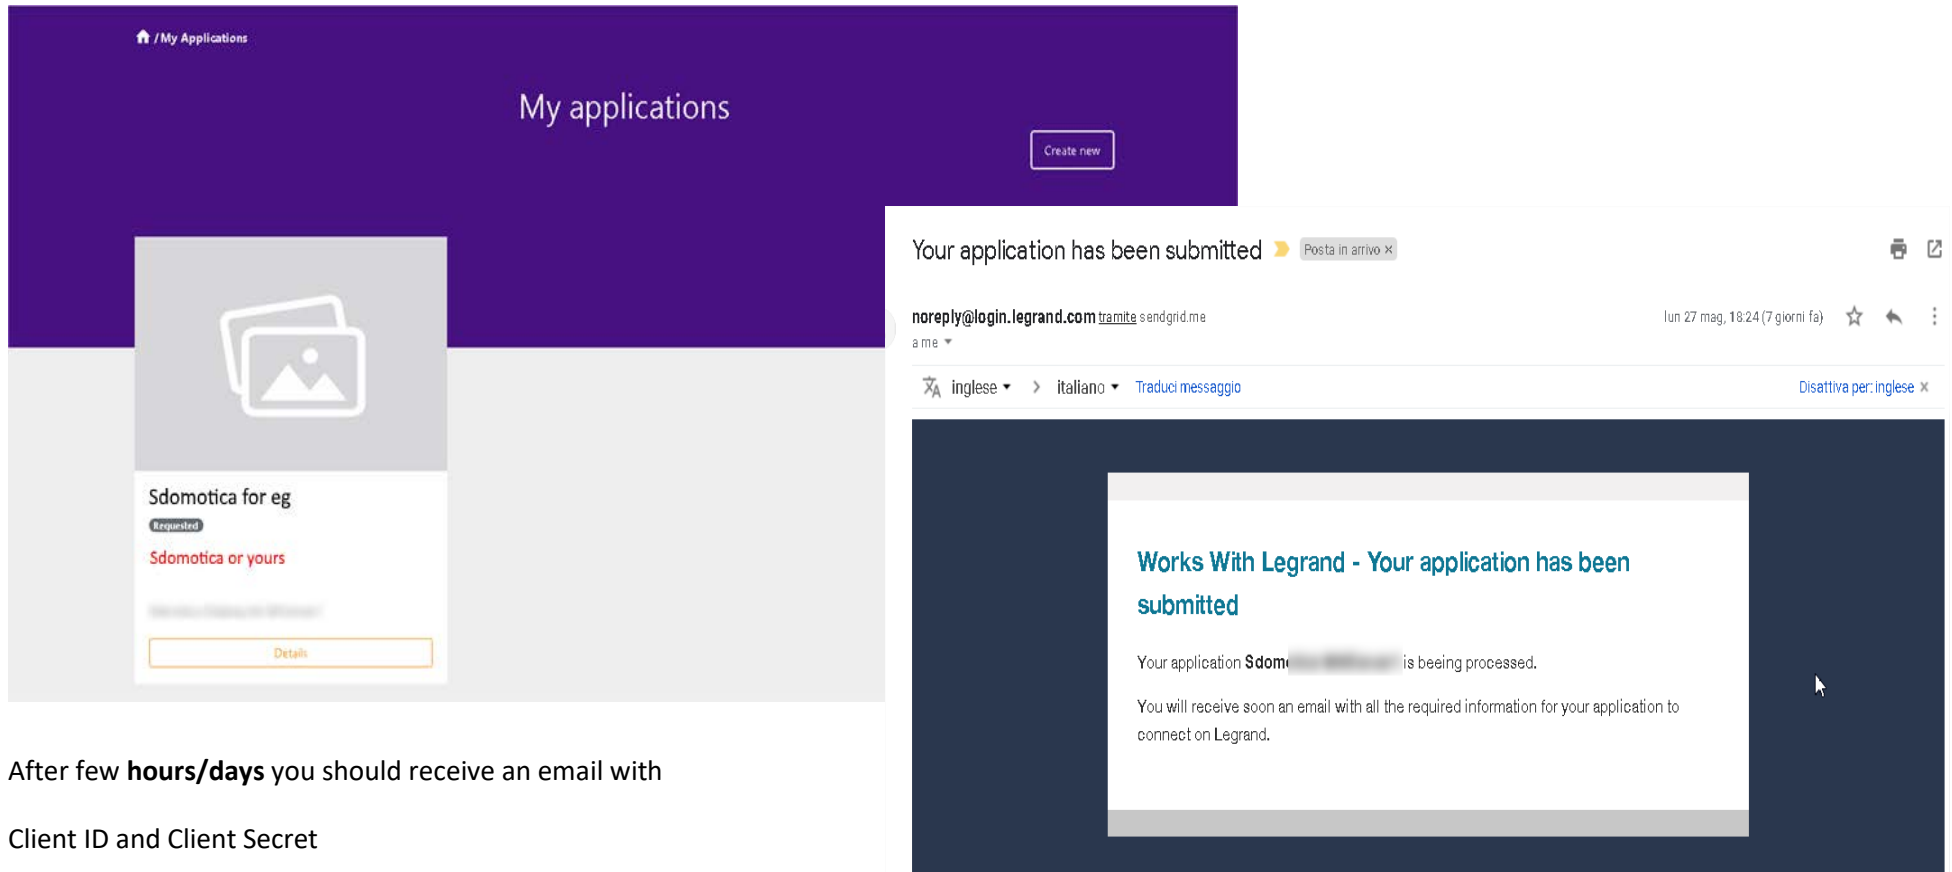 / My Applications
My applications
Create new
Sdomotica for eg
Requested
Sdomotica or yours
Details
After few hours/days you should receive an email with
Client ID and Client Secret
Your application has been submitted Posta in arrivo ×
noreply@login.legrand.com tramite sendgrid.me
lun 27 mag, 18:24 (7 giorni fa)
a me
inglese > italiano Traduci messaggio
Disattiva per: inglese ×
Works With Legrand - Your application has been
submitted
Your application Sdom is beeing processed.
You will receive soon an email with all the required information for your application to
connect on Legrand.